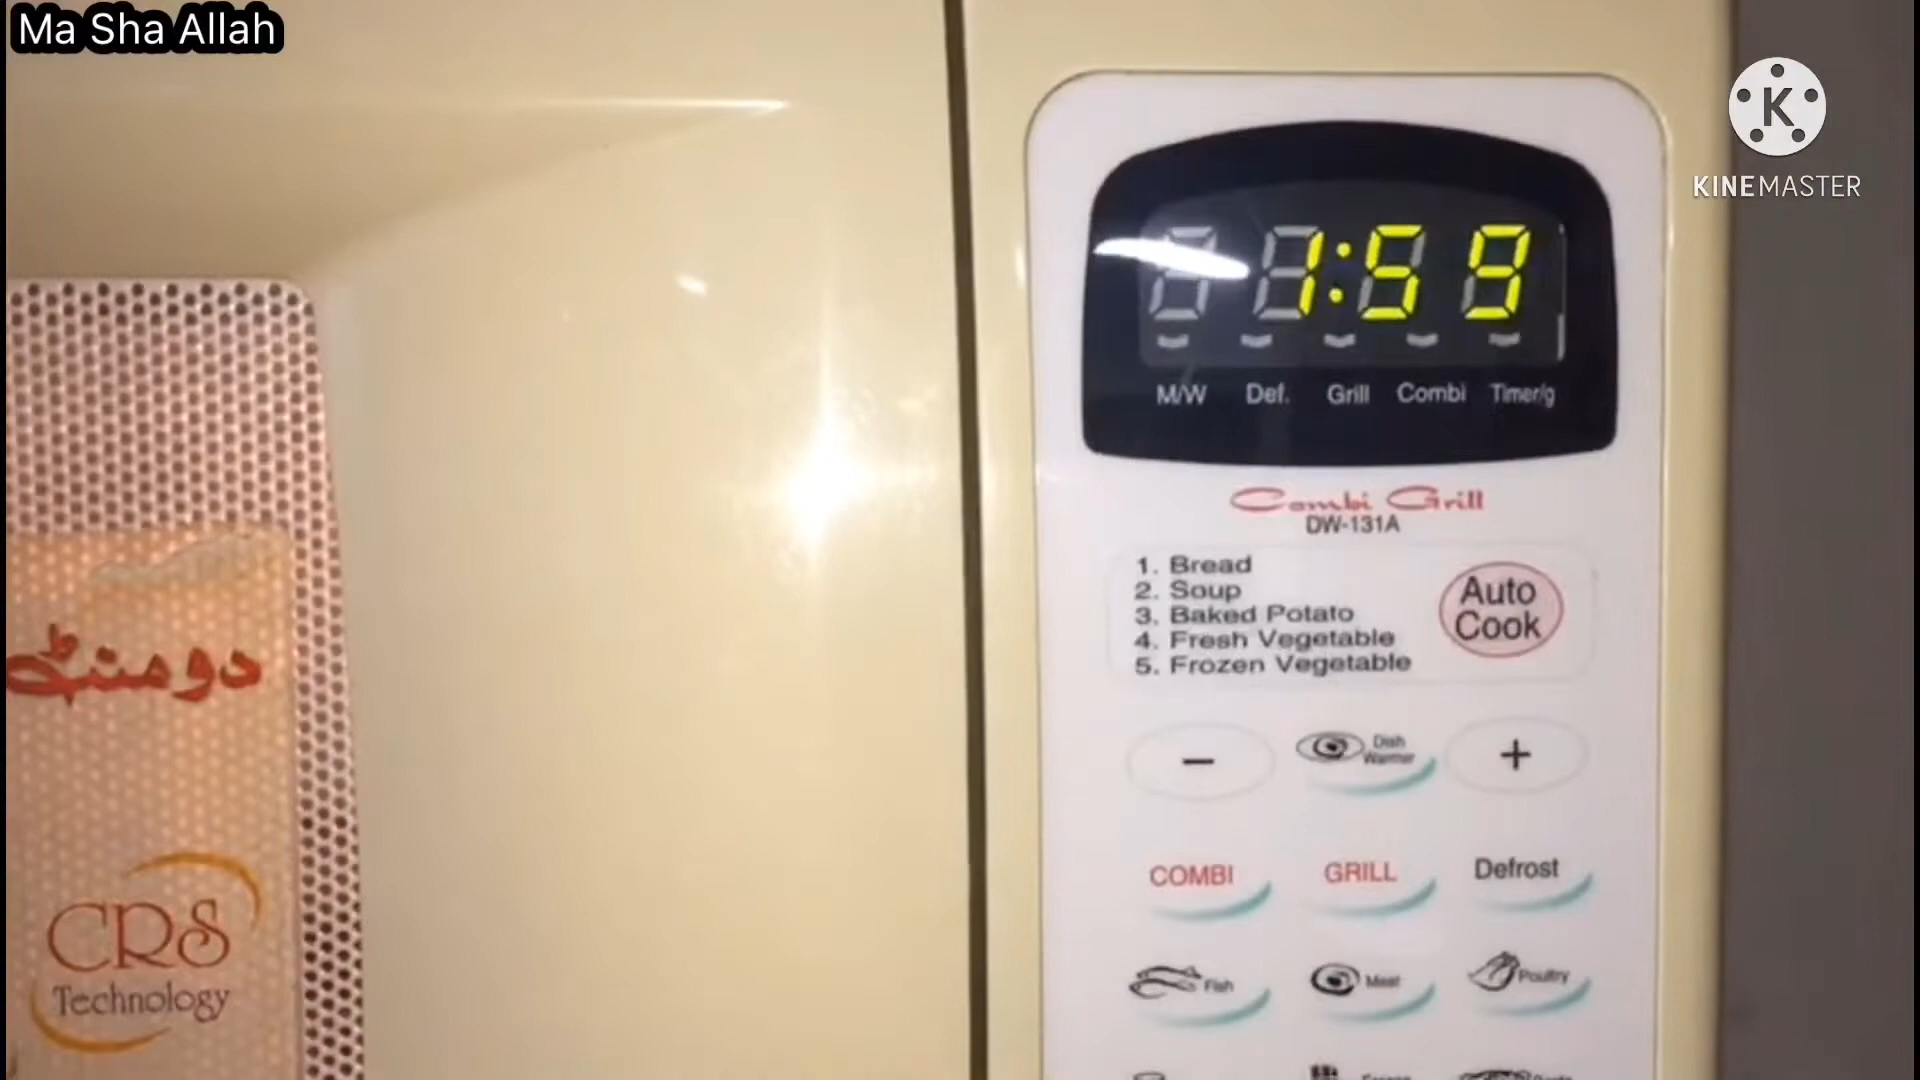 Ma Sha Allah
K
KINEMASTER
1:59
M/W Def. Grill Combi Timer/g
Combi Grill
DW-131A
1. Bread
2. Soup
3. Baked Potato
4. Fresh Vegetable
5. Frozen Vegetable
Auto
Cook
−
Dish
Warmer
+
COMBI
GRILL
Defrost
Fish
Meat
Poultry
دو منٹ
CRS
Technology